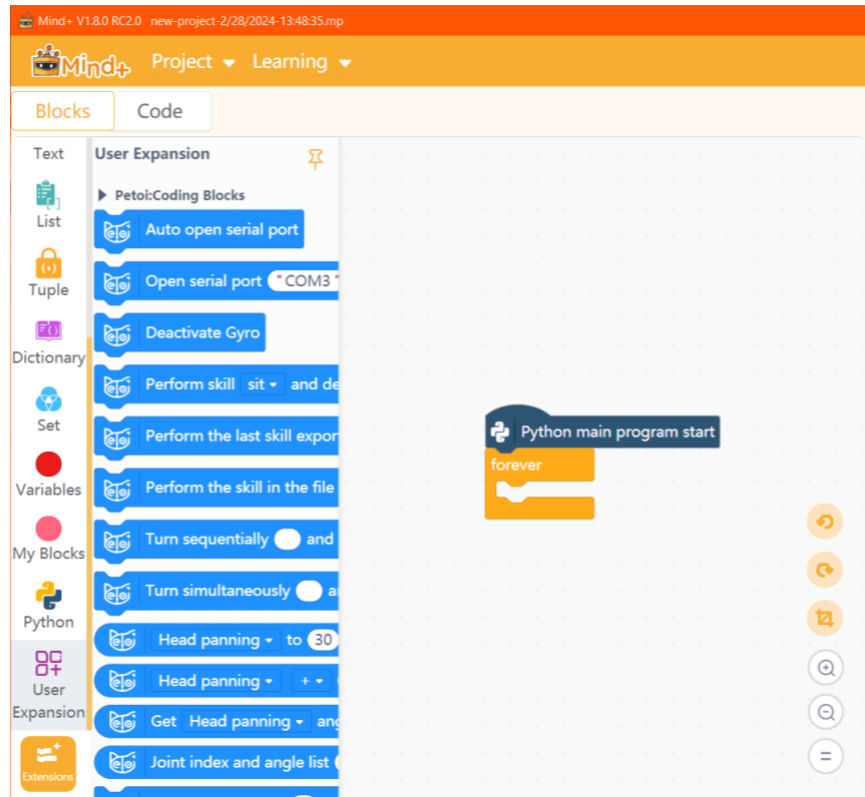 Mind+ V1.8.0 RC2.0 new-project-2/28/2024-13:48:35.mp
Mind+ Project Learning
Blocks Code
Text
List
Tuple
Dictionary
Set
Variables
My Blocks
Python
User
Expansion
Extensions
User Expansion
Petoi:Coding Blocks
Auto open serial port
Open serial port " COM3 "
Deactivate Gyro
Perform skill sit and de
Perform the last skill expor
Perform the skill in the file
Turn sequentially and
Turn simultaneously a
Head panning to 30
Head panning +
Get Head panning ang
Joint index and angle list
Python main program start
forever